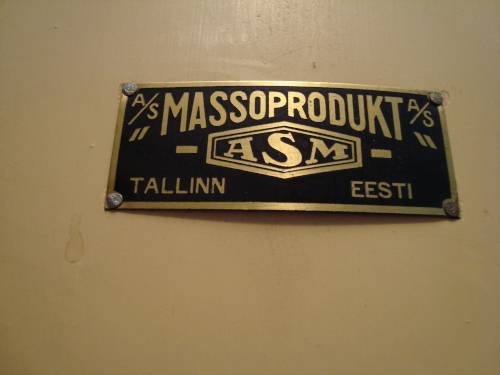 A/S MASSOPRODUKT A/S
" "
- ASM -
TALLINN EESTI